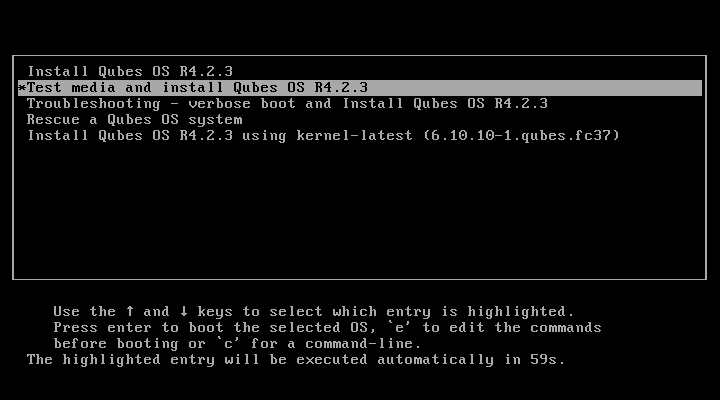 Install Qubes OS R4.2.3
*Test media and install Qubes OS R4.2.3
Troubleshooting - verbose boot and Install Qubes OS R4.2.3
Rescue a Qubes OS system
Install Qubes OS R4.2.3 using kernel-latest (6.10.10-1.qubes.fc37)
Use the ↑ and ↓ keys to select which entry is highlighted.
Press enter to boot the selected OS, `e' to edit the commands
before booting or `c' for a command-line.
The highlighted entry will be executed automatically in 59s.